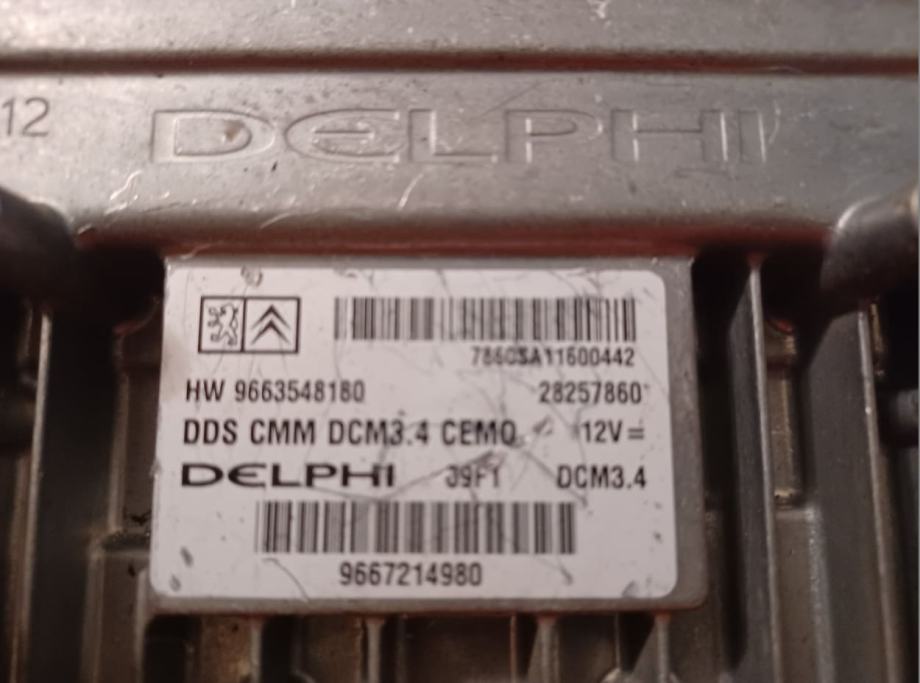 12
DELPHI
7860SA11600442
HW 9663548180 28257860
DDS CMM DCM3.4 CEMO 12V=
DELPHI 39F1 DCM3.4
9667214980